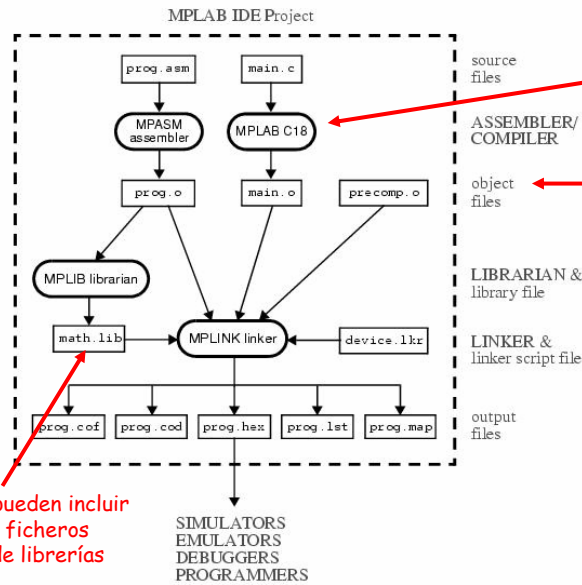 MPLAB IDE Project
prog.asm
main.c
source
files
MPASM
assembler
MPLAB C18
ASSEMBLER/
COMPILER
prog.o
main.o
precomp.o
object
files
MPLIB librarian
LIBRARIAN &
library file
math.lib
MPLINK linker
device.lkr
LINKER &
linker script file
prog.cof
prog.cod
prog.hex
prog.lst
prog.map
output
files
pueden incluir
ficheros
de librerías
SIMULATORS
EMULATORS
DEBUGGERS
PROGRAMMERS